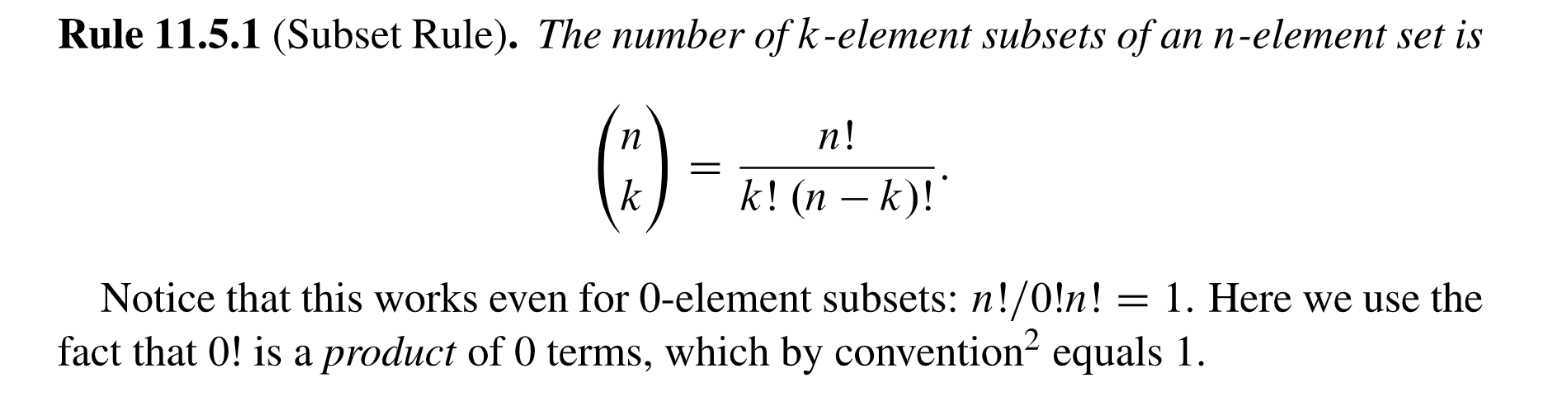 Rule 11.5.1 (Subset Rule). The number of k-element subsets of an n-element set is
(n k) = n! / k! (n − k)! .
Notice that this works even for 0-element subsets: n!/0!n! = 1. Here we use the
fact that 0! is a product of 0 terms, which by convention² equals 1.